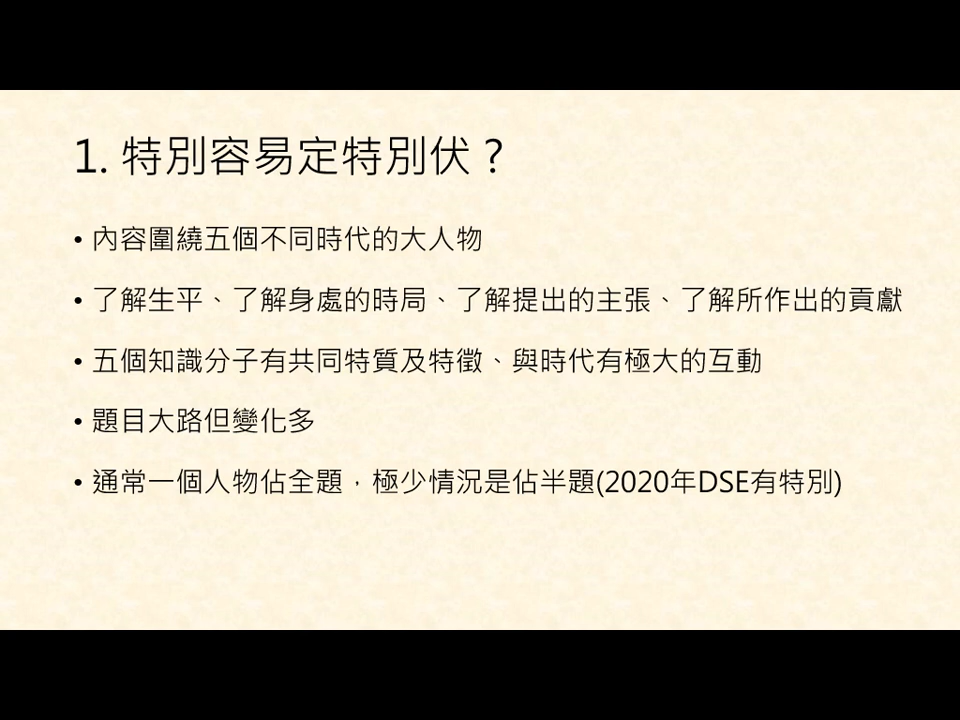 1. 特別容易定特別伏？
• 內容圍繞五個不同時代的大人物
• 了解生平、了解身處的時局、了解提出的主張、了解所作出的貢獻
• 五個知識分子有共同特質及特徵、與時代有極大的互動
• 題目大路但變化多
• 通常一個人物佔全題，極少情況是佔半題(2020年DSE有特別)